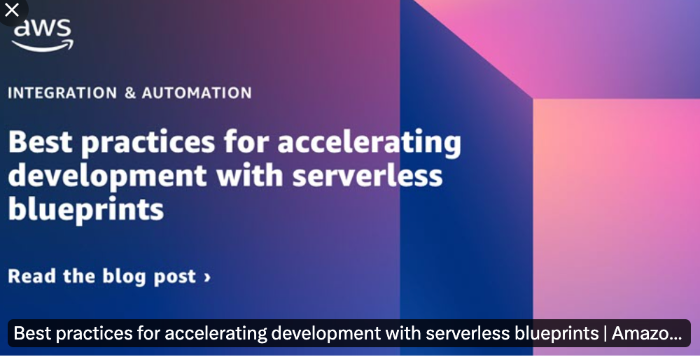 aws
INTEGRATION & AUTOMATION
Best practices for accelerating
development with serverless
blueprints
Read the blog post ›
Best practices for accelerating development with serverless blueprints | Amazo...